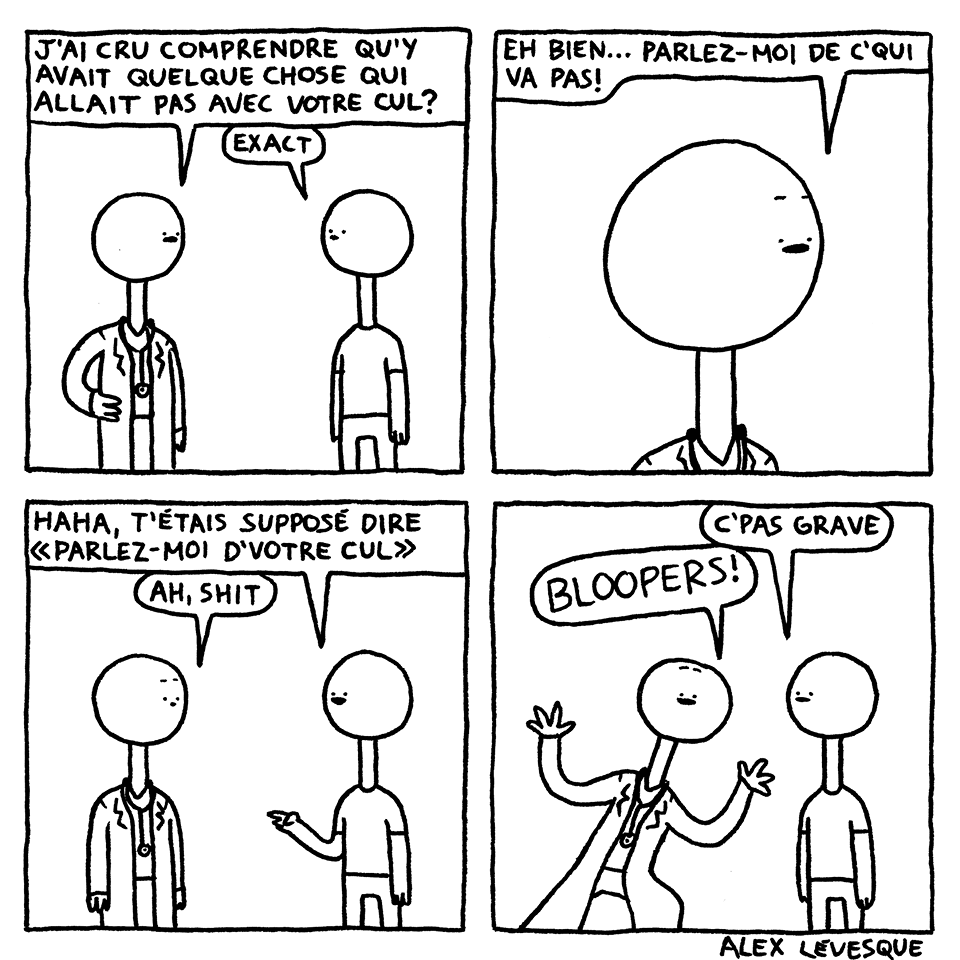 J'AI CRU COMPRENDRE QU'Y
AVAIT QUELQUE CHOSE QUI
ALLAIT PAS AVEC VOTRE CUL?
EXACT
EH BIEN... PARLEZ-MOI DE C'QUI
VA PAS!
HAHA, T'ÉTAIS SUPPOSÉ DIRE
«PARLEZ-MOI D'VOTRE CUL»
AH, SHIT
C'PAS GRAVE
BLOOPERS!
ALEX LÉVESQUE